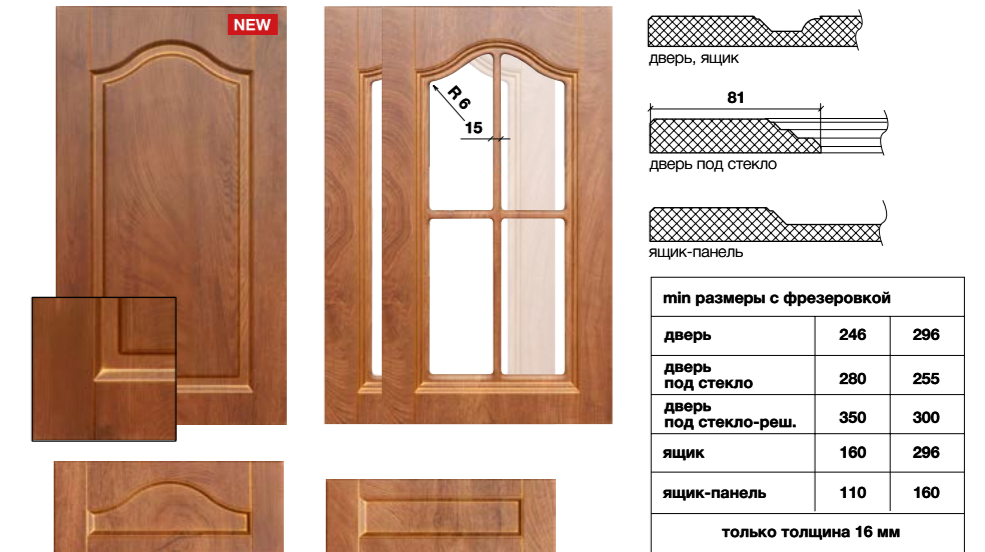 NEW
R 6
15
дверь, ящик
81
дверь под стекло
ящик-панель
min размеры с фрезеровкой
дверь 246 296
дверь
под стекло 280 255
дверь
под стекло-реш. 350 300
ящик 160 296
ящик-панель 110 160
только толщина 16 мм